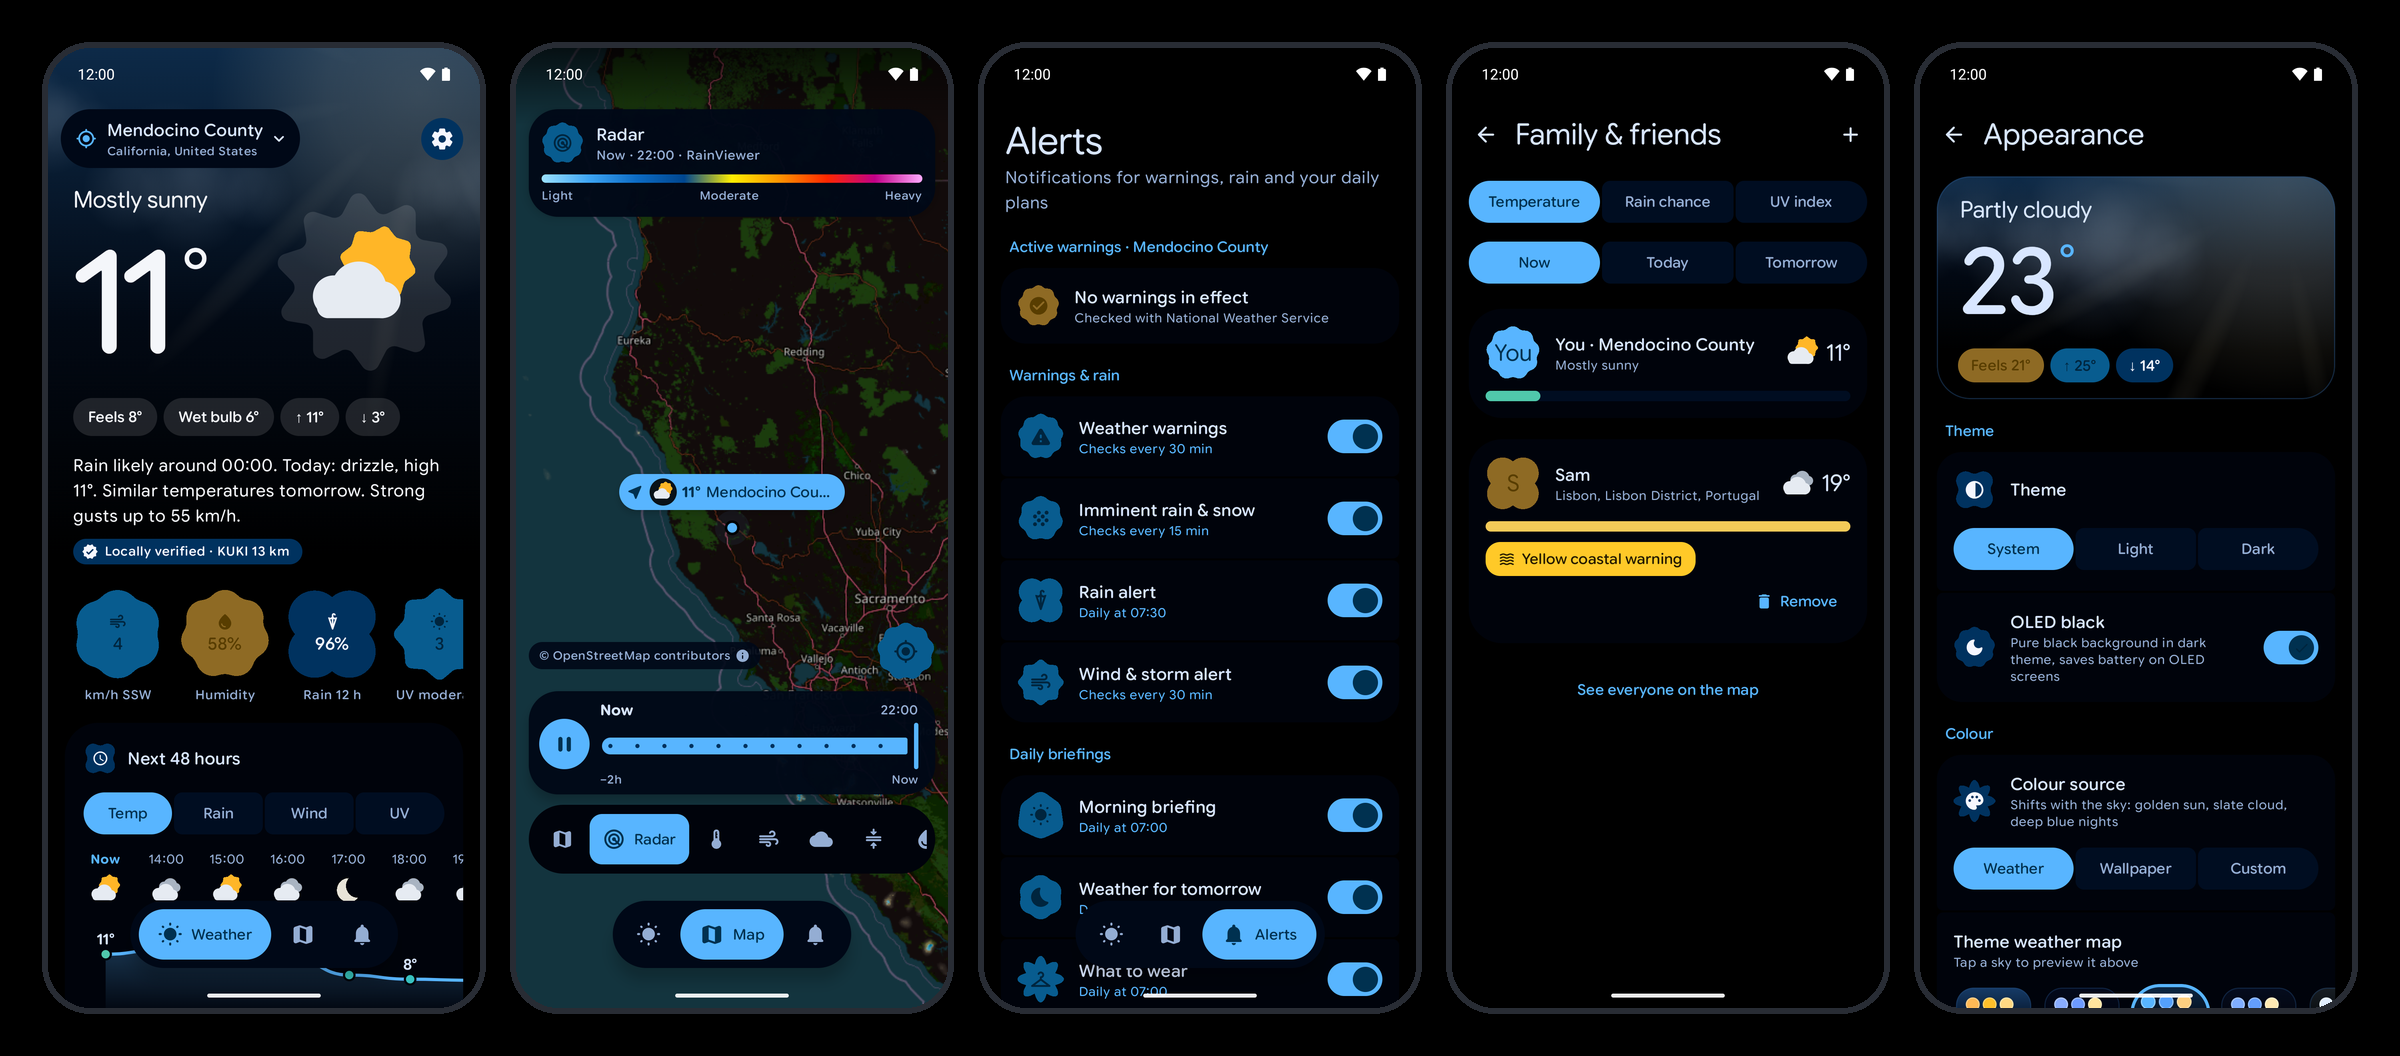 12:00
Mendocino County
California, United States
Mostly sunny
11°
Feels 8°
Wet bulb 6°
↑ 11°
↓ 3°
Rain likely around 00:00. Today: drizzle, high
11°. Similar temperatures tomorrow. Strong
gusts up to 55 km/h.
Locally verified · KUKI 13 km
4
58%
96%
3
km/h SSW
Humidity
Rain 12 h
UV modera
Next 48 hours
Temp
Rain
Wind
UV
Now
14:00
15:00
16:00
17:00
18:00
19
11°
8°
Weather
12:00
Radar
Now · 22:00 · RainViewer
Light
Moderate
Heavy
Eureka
Redding
Chico
11° Mendocino Cou...
Yuba City
Sacramento
Santa Rosa
Vacaville
© OpenStreetMap contributors
Vallejo
Antioch
Now
22:00
−2h
Now
Watsonville
Radar
Map
12:00
Alerts
Notifications for warnings, rain and your daily
plans
Active warnings · Mendocino County
No warnings in effect
Checked with National Weather Service
Warnings & rain
Weather warnings
Checks every 30 min
Imminent rain & snow
Checks every 15 min
Rain alert
Daily at 07:30
Wind & storm alert
Checks every 30 min
Daily briefings
Morning briefing
Daily at 07:00
Weather for tomorrow
Alerts
What to wear
Daily at 07:00
12:00
Family & friends
Temperature
Rain chance
UV index
Now
Today
Tomorrow
You
You · Mendocino County
Mostly sunny
11°
S
Sam
Lisbon, Lisbon District, Portugal
19°
Yellow coastal warning
Remove
See everyone on the map
12:00
Appearance
Partly cloudy
23°
Feels 21°
↑ 25°
↓ 14°
Theme
Theme
System
Light
Dark
OLED black
Pure black background in dark
theme, saves battery on OLED
screens
Colour
Colour source
Shifts with the sky: golden sun, slate cloud,
deep blue nights
Weather
Wallpaper
Custom
Theme weather map
Tap a sky to preview it above